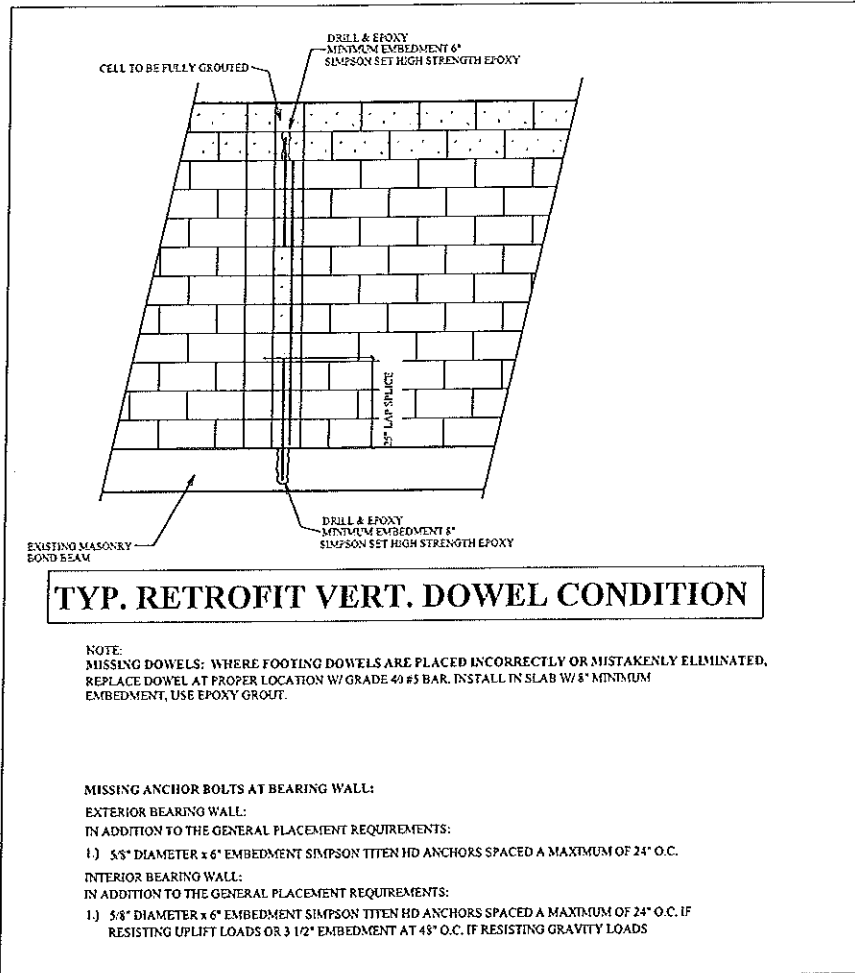 DRILL & EPOXY
MINIMUM EMBEDMENT 6"
SIMPSON SET HIGH STRENGTH EPOXY
CELL TO BE FULLY GROUTED
25" LAP SPLICE
DRILL & EPOXY
MINIMUM EMBEDMENT 8"
SIMPSON SET HIGH STRENGTH EPOXY
EXISTING MASONRY
BOND BEAM
TYP. RETROFIT VERT. DOWEL CONDITION
NOTE:
MISSING DOWELS: WHERE FOOTING DOWELS ARE PLACED INCORRECTLY OR MISTAKENLY ELIMINATED,
REPLACE DOWEL AT PROPER LOCATION W/ GRADE 40 #5 BAR. INSTALL IN SLAB W/ 8" MINIMUM
EMBEDMENT, USE EPOXY GROUT.
MISSING ANCHOR BOLTS AT BEARING WALL:
EXTERIOR BEARING WALL:
IN ADDITION TO THE GENERAL PLACEMENT REQUIREMENTS:
1.) 5/8" DIAMETER x 6" EMBEDMENT SIMPSON TITEN HD ANCHORS SPACED A MAXIMUM OF 24" O.C.
INTERIOR BEARING WALL:
IN ADDITION TO THE GENERAL PLACEMENT REQUIREMENTS:
1.) 5/8" DIAMETER x 6" EMBEDMENT SIMPSON TITEN HD ANCHORS SPACED A MAXIMUM OF 24" O.C. IF
RESISTING UPLIFT LOADS OR 3 1/2" EMBEDMENT AT 48" O.C. IF RESISTING GRAVITY LOADS